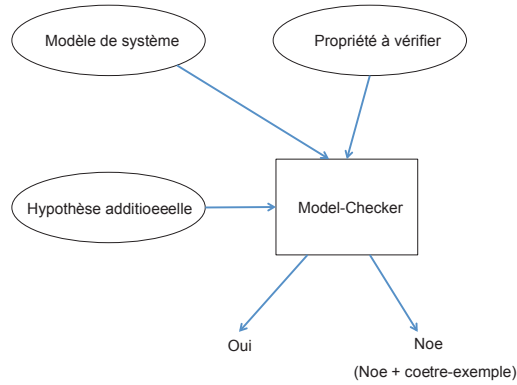 Modèle de système
Propriété à vérifier
Hypothèse additioeeelle
Model-Checker
Oui
Noe
(Noe + coetre-exemple)